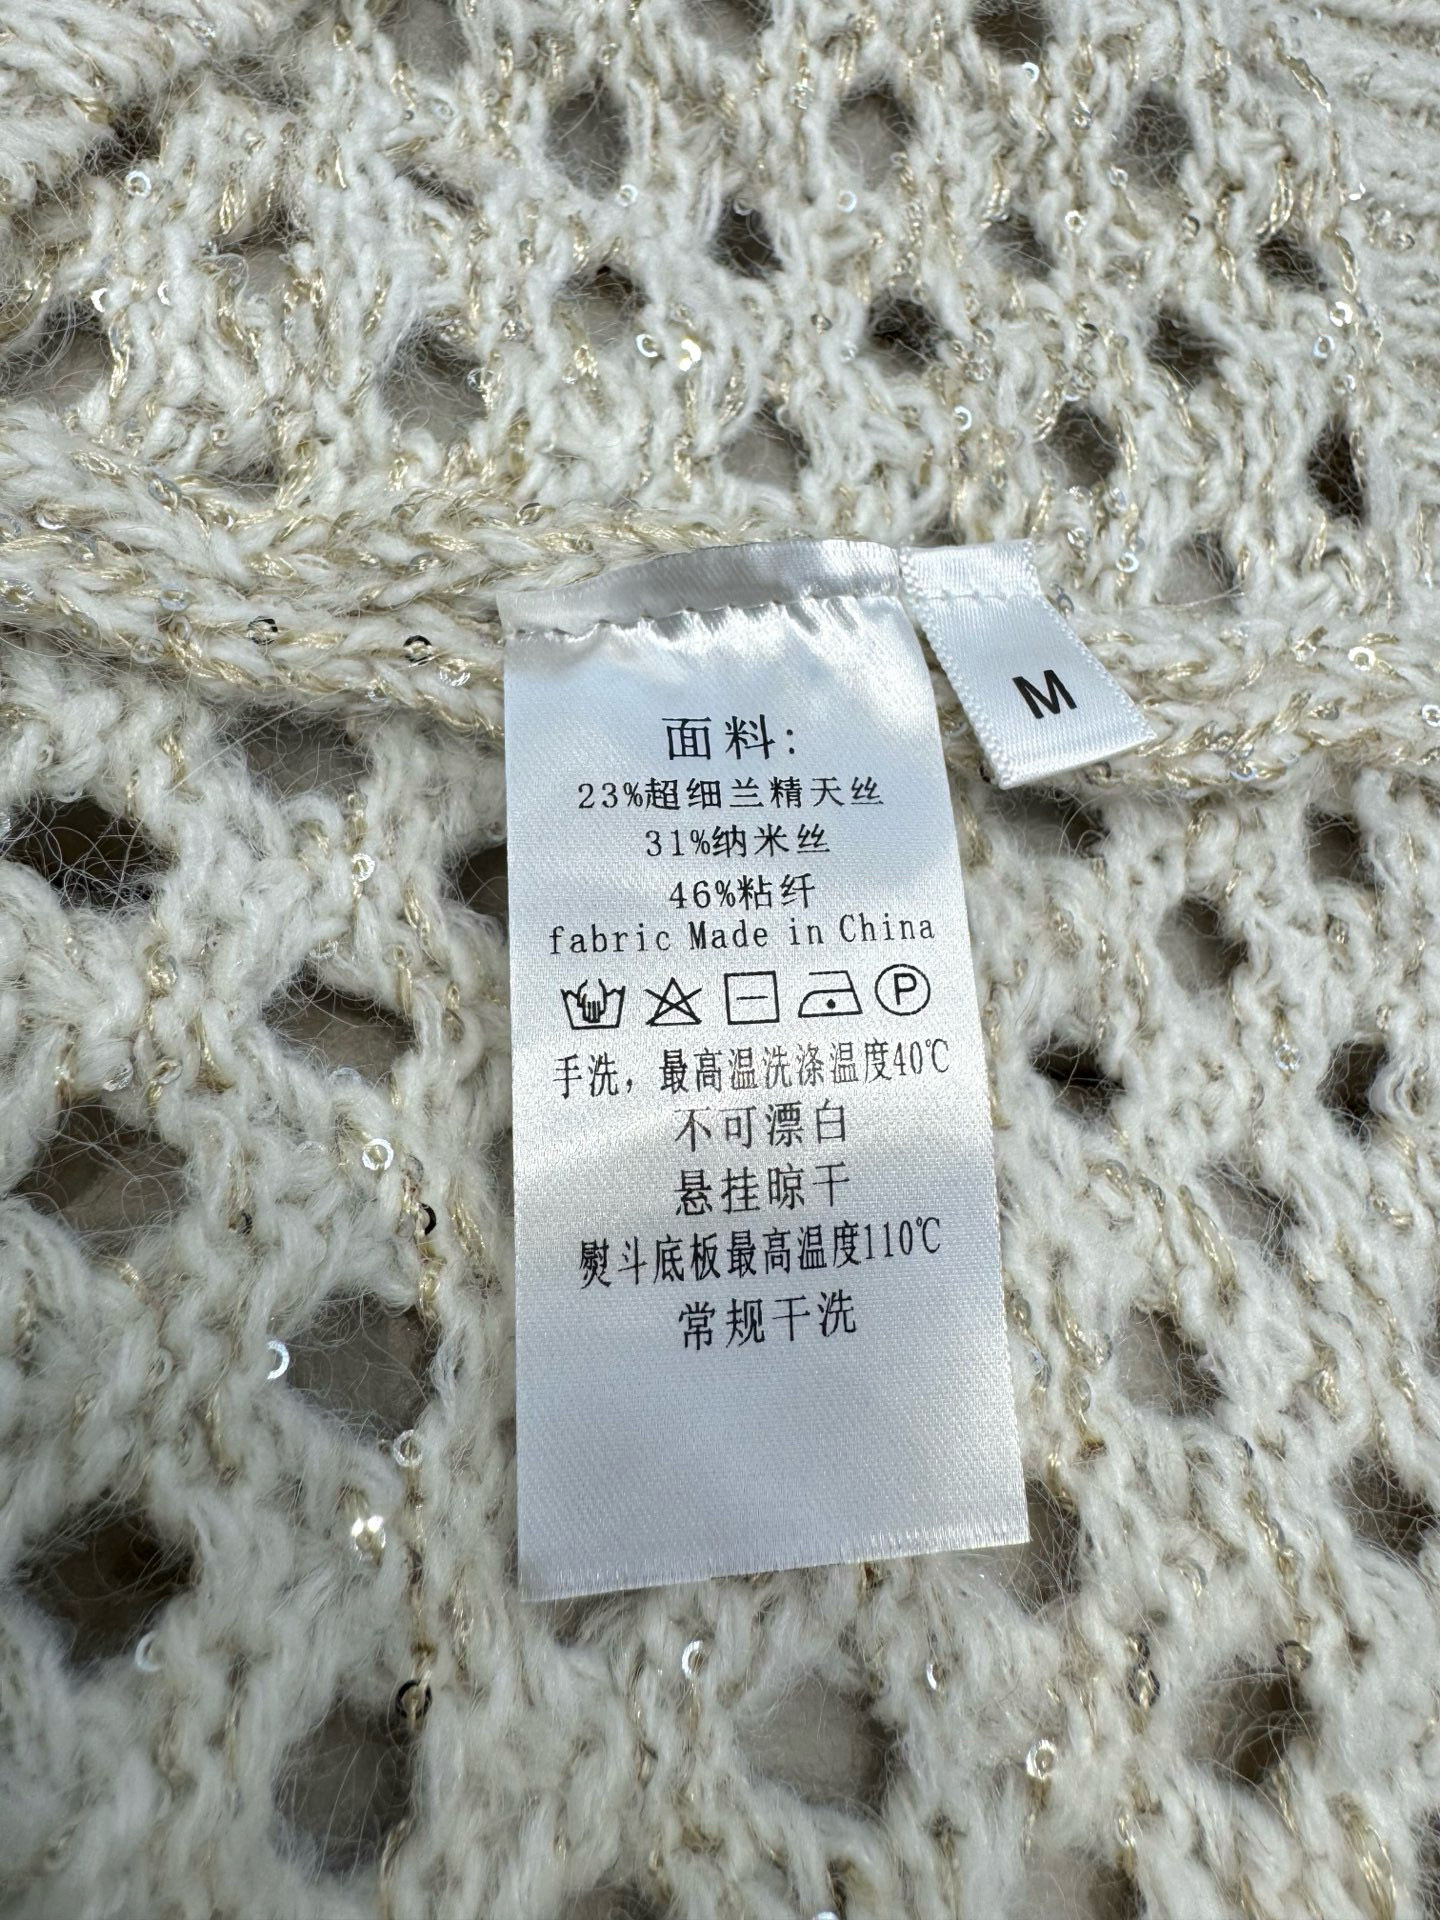 M
面料:
23%超细兰精天丝
31%纳米丝
46%粘纤
fabric Made in China
P
手洗，最高温洗涤温度40℃
不可漂白
悬挂晾干
熨斗底板最高温度110℃
常规干洗